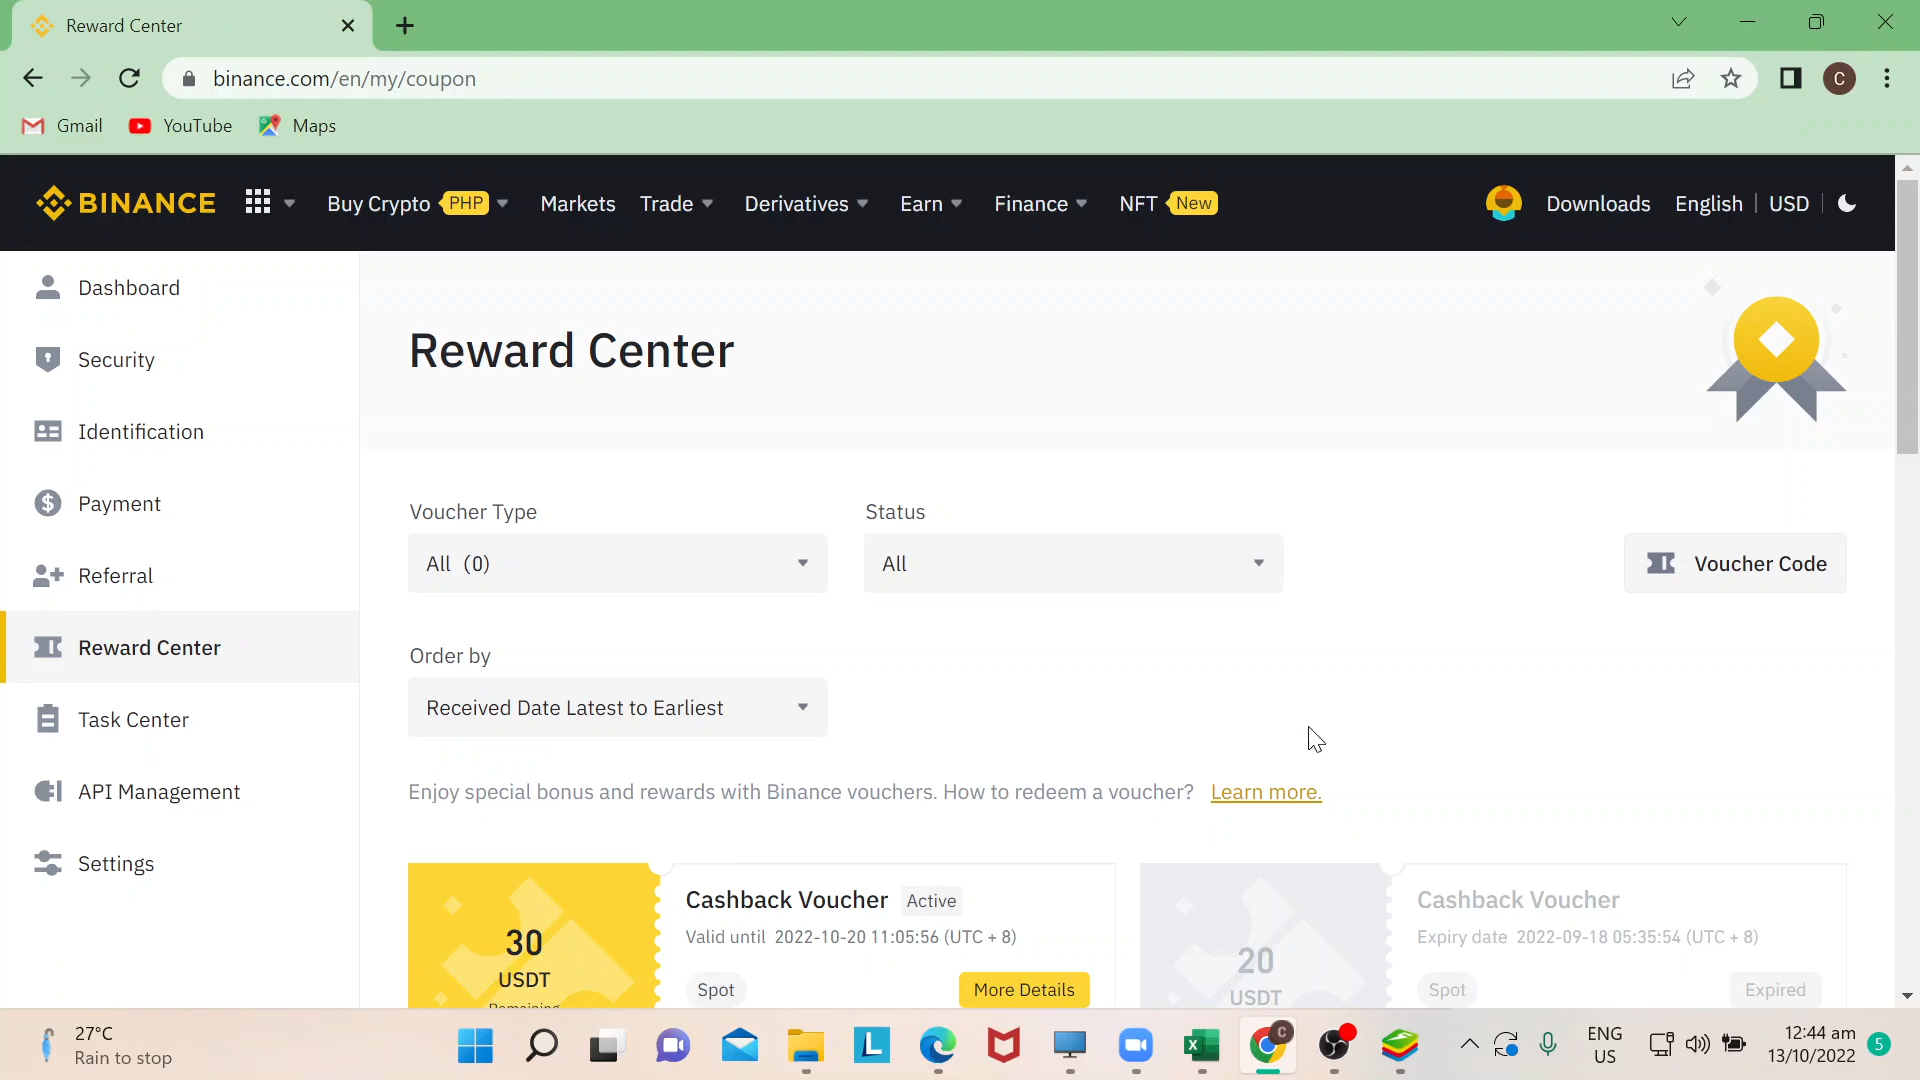 Reward Center
binance.com/en/my/coupon
C
Gmail
YouTube
Maps
BINANCE
Buy Crypto PHP
Markets
Trade
Derivatives
Earn
Finance
NFT New
Downloads
English
USD
Dashboard
Security
Identification
Payment
Referral
Reward Center
Task Center
API Management
Settings
Reward Center
Voucher Type
Status
All (0)
All
Voucher Code
Order by
Received Date Latest to Earliest
Enjoy special bonus and rewards with Binance vouchers. How to redeem a voucher? Learn more.
30
USDT
Remaining
Cashback Voucher Active
Valid until 2022-10-20 11:05:56 (UTC + 8)
Spot
More Details
20
USDT
Cashback Voucher
Expiry date 2022-09-18 05:35:54 (UTC + 8)
Spot
Expired
27°C
Rain to stop
L
X
C
ENG
US
12:44 am
13/10/2022
5